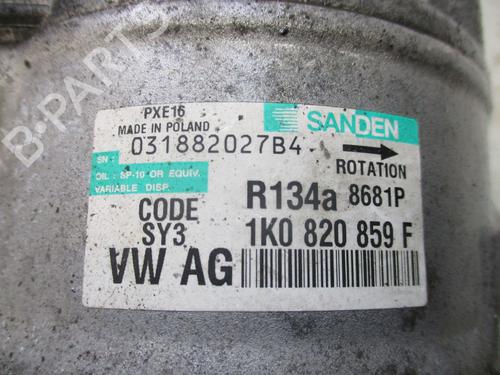 PXE16
MADE IN POLAND
SANDEN
SN: 031882027B4
ROTATION
OIL: SP-10 OR EQUIV.
VARIABLE DISP.
R134a 8681P
CODE
SY3
1K0 820 859 F
VW AG
B-PARTS